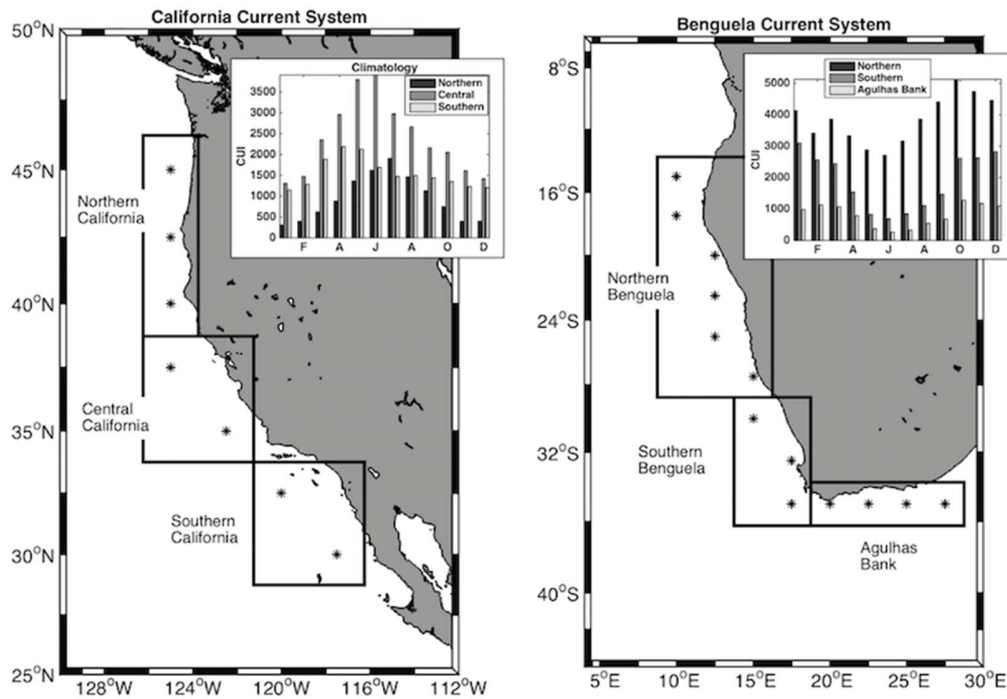 California Current System
50°N
45°N
40°N
35°N
30°N
25°N
128°W
124°W
120°W
116°W
112°W
Northern
California
Central
California
Southern
California
Climatology
Northern
Central
Southern
CUI
3500
3000
2500
2000
1500
1000
500
0
F
A
J
A
O
D
Benguela Current System
8°S
16°S
24°S
32°S
40°S
5°E
10°E
15°E
20°E
25°E
30°E
Northern
Benguela
Southern
Benguela
Agulhas
Bank
Northern
Southern
Agulhas Bank
CUI
5000
4000
3000
2000
1000
0
F
A
J
A
O
D